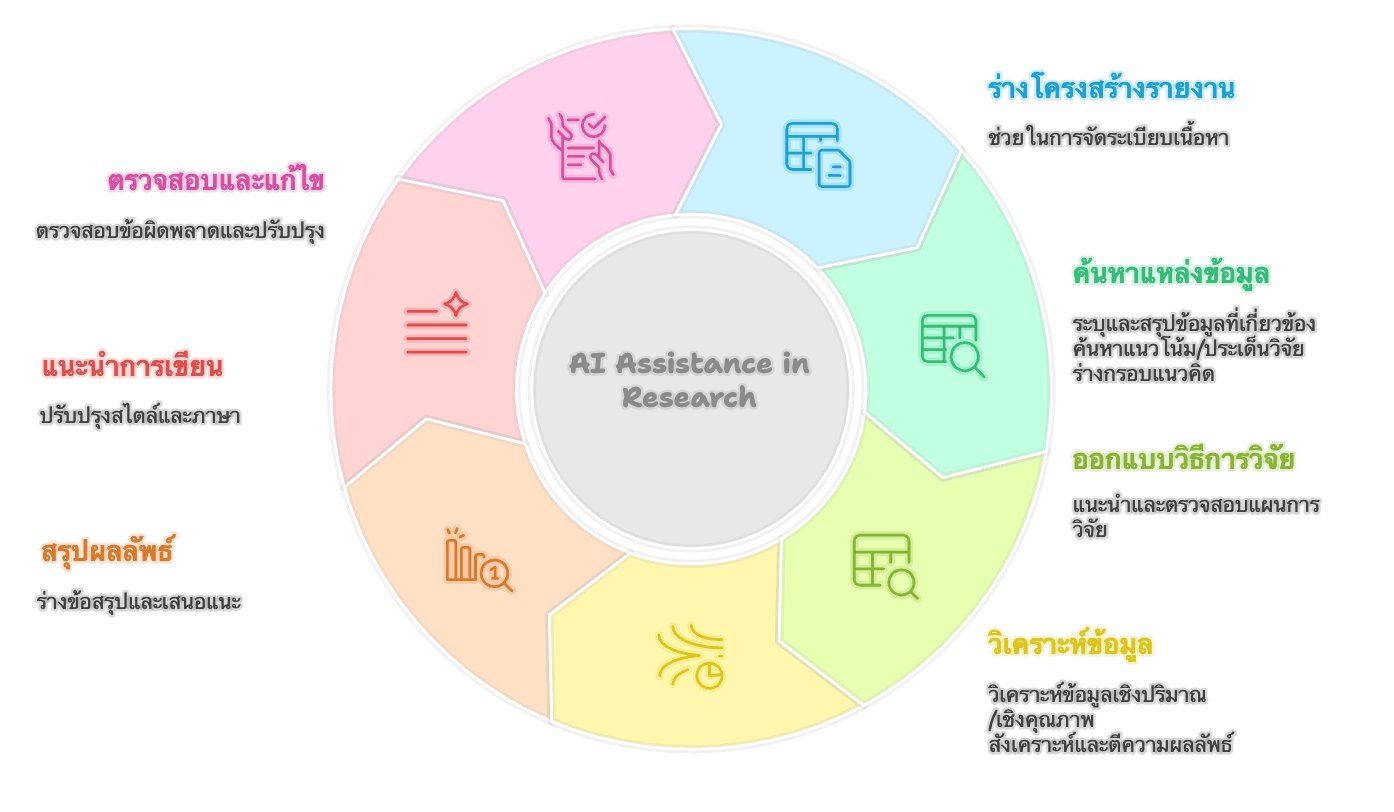 ร่างโครงสร้างรายงาน
ช่วยในการจัดระเบียบเนื้อหา
ค้นหาแหล่งข้อมูล
ระบุและสรุปข้อมูลที่เกี่ยวข้อง
ค้นหาแนวโน้ม/ประเด็นวิจัย
ร่างกรอบแนวคิด
ออกแบบวิธีการวิจัย
แนะนำและตรวจสอบแผนการ
วิจัย
วิเคราะห์ข้อมูล
วิเคราะห์ข้อมูลเชิงปริมาณ
/เชิงคุณภาพ
สังเคราะห์และตีความผลลัพธ์
สรุปผลลัพธ์
ร่างข้อสรุปและเสนอแนะ
แนะนำการเขียน
ปรับปรุงสไตล์และภาษา
ตรวจสอบและแก้ไข
ตรวจสอบข้อผิดพลาดและปรับปรุง
AI Assistance in
Research
1